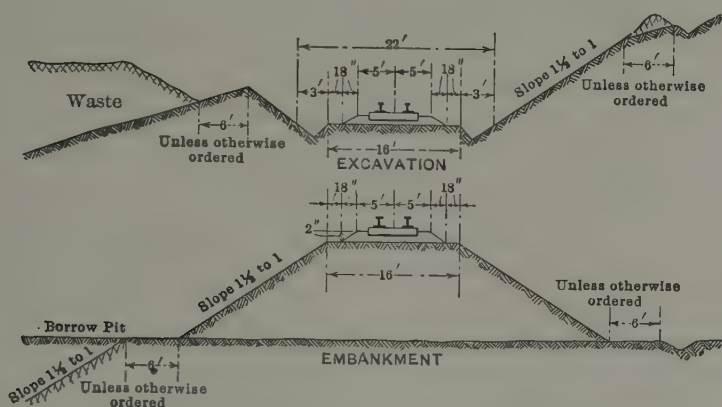 22′
18″
18″
5′
5′
3′
3′
Waste
6′
Unless otherwise
ordered
16′
EXCAVATION
Slope 1½ to 1
6′
Unless otherwise
ordered
18″
18″
5′
5′
2″
16′
Slope 1½ to 1
Unless otherwise
ordered
6′
Borrow Pit
Slope 1½ to 1
6′
Unless otherwise
ordered
EMBANKMENT